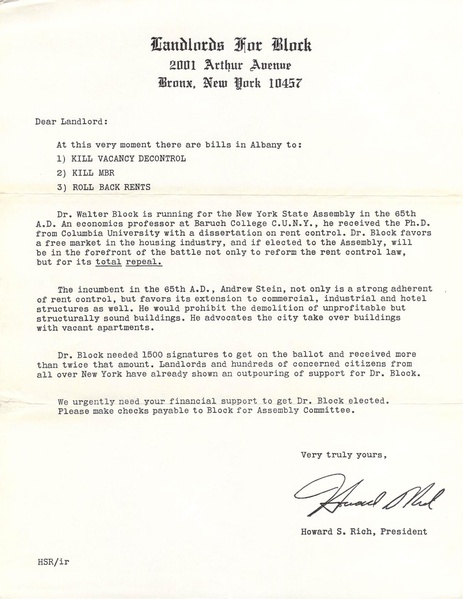 Landlords For Block
2001 Arthur Avenue
Bronx, New York 10457
Dear Landlord:
At this very moment there are bills in Albany to:
1) KILL VACANCY DECONTROL
2) KILL MBR
3) ROLL BACK RENTS
Dr. Walter Block is running for the New York State Assembly in the 65th
A.D. An economics professor at Baruch College C.U.N.Y., he received the Ph.D.
from Columbia University with a dissertation on rent control. Dr. Block favors
a free market in the housing industry, and if elected to the Assembly, will
be in the forefront of the battle not only to reform the rent control law,
but for its total repeal.
The incumbent in the 65th A.D., Andrew Stein, not only is a strong adherent
of rent control, but favors its extension to commercial, industrial and hotel
structures as well. He would prohibit the demolition of unprofitable but
structurally sound buildings. He advocates the city take over buildings
with vacant apartments.
Dr. Block needed 1500 signatures to get on the ballot and received more
than twice that amount. Landlords and hundreds of concerned citizens from
all over New York have already shown an outpouring of support for Dr. Block.
We urgently need your financial support to get Dr. Block elected.
Please make checks payable to Block for Assembly Committee.
Very truly yours,
Howard S. Rich, President
HSR/ir